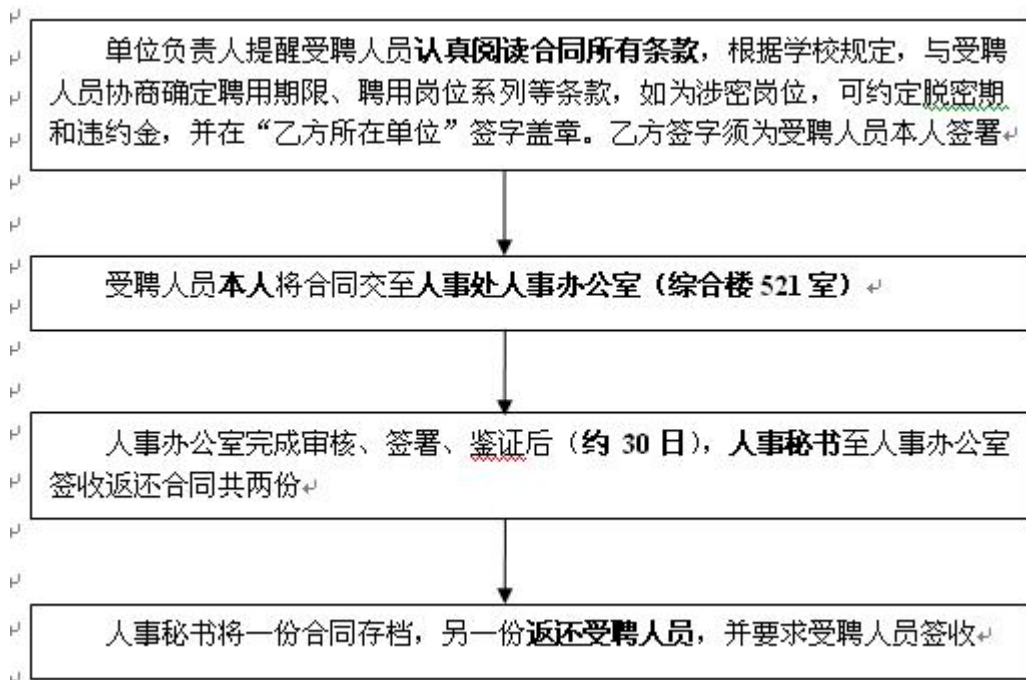 单位负责人提醒受聘人员认真阅读合同所有条款，根据学校规定，与受聘
人员协商确定聘用期限、聘用岗位系列等条款，如为涉密岗位，可约定脱密期
和违约金，并在“乙方所在单位”签字盖章。乙方签字须为受聘人员本人签署
受聘人员本人将合同交至人事处人事办公室（综合楼 521 室）
人事办公室完成审核、签署、鉴证后（约 30 日），人事秘书至人事办公室
签收返还合同共两份
人事秘书将一份合同存档，另一份返还受聘人员，并要求受聘人员签收